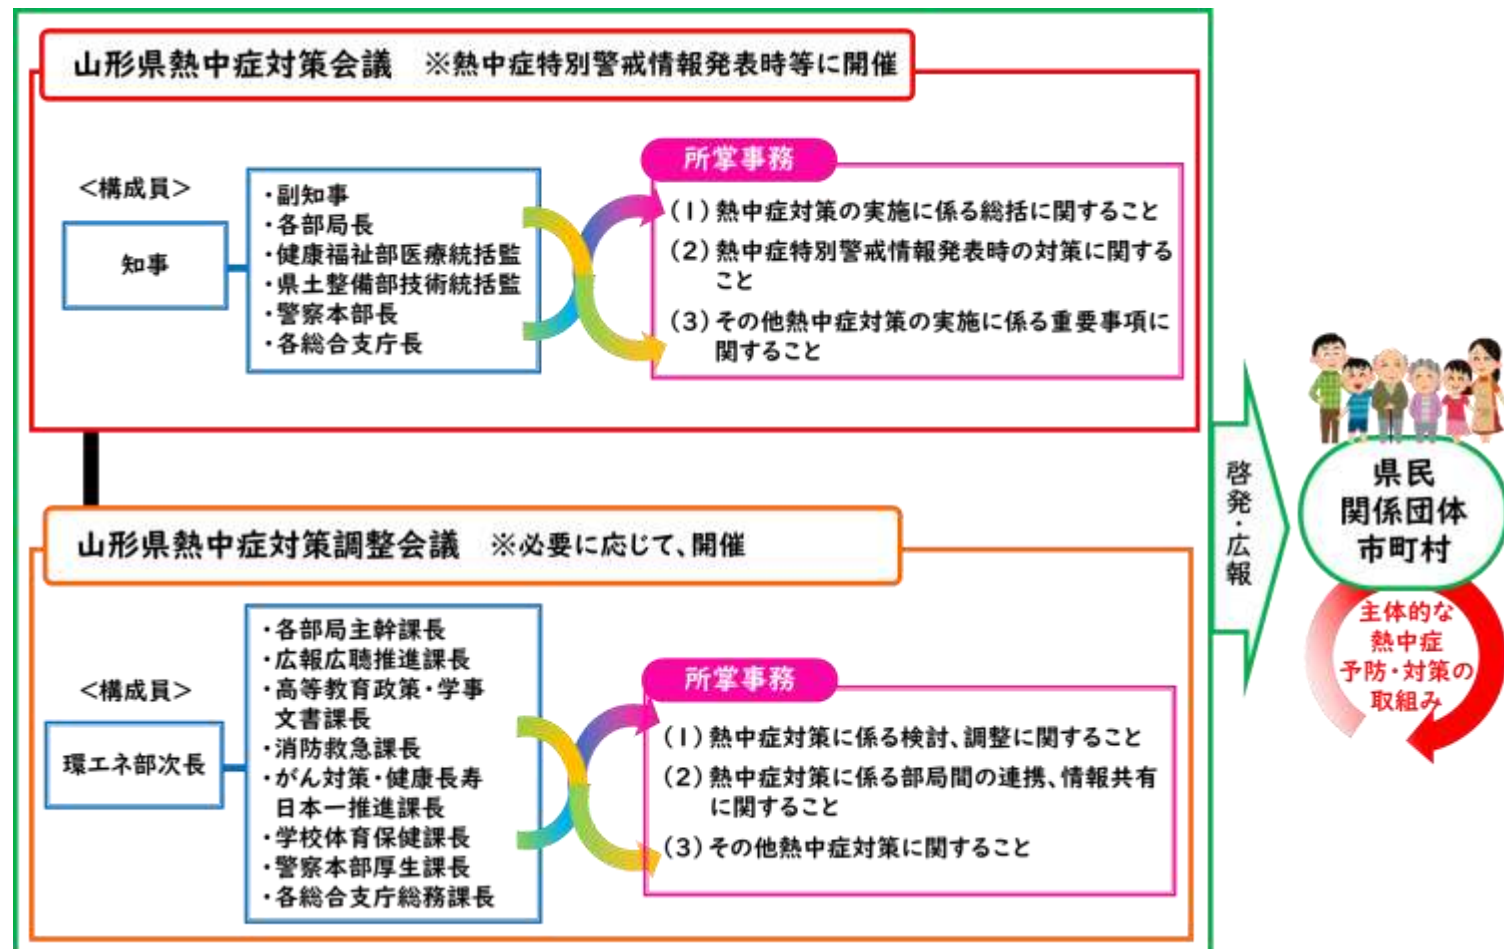 山形県熱中症対策会議　※熱中症特別警戒情報発表時等に開催
<構成員>
知事
・副知事
・各部局長
・健康福祉部医療統括監
・県土整備部技術統括監
・警察本部長
・各総合支庁長
所掌事務
(1)熱中症対策の実施に係る総括に関すること
(2)熱中症特別警戒情報発表時の対策に関する
こと
(3)その他熱中症対策の実施に係る重要事項に
関すること
山形県熱中症対策調整会議　※必要に応じて、開催
<構成員>
環エネ部次長
・各部局主幹課長
・広報広聴推進課長
・高等教育政策・学事
文書課長
・消防救急課長
・がん対策・健康長寿
日本一推進課長
・学校体育保健課長
・警察本部厚生課長
・各総合支庁総務課長
所掌事務
(1)熱中症対策に係る検討、調整に関すること
(2)熱中症対策に係る部局間の連携、情報共有
に関すること
(3)その他熱中症対策に関すること
啓発・広報
県民
関係団体
市町村
主体的な
熱中症
予防・対策の
取組み